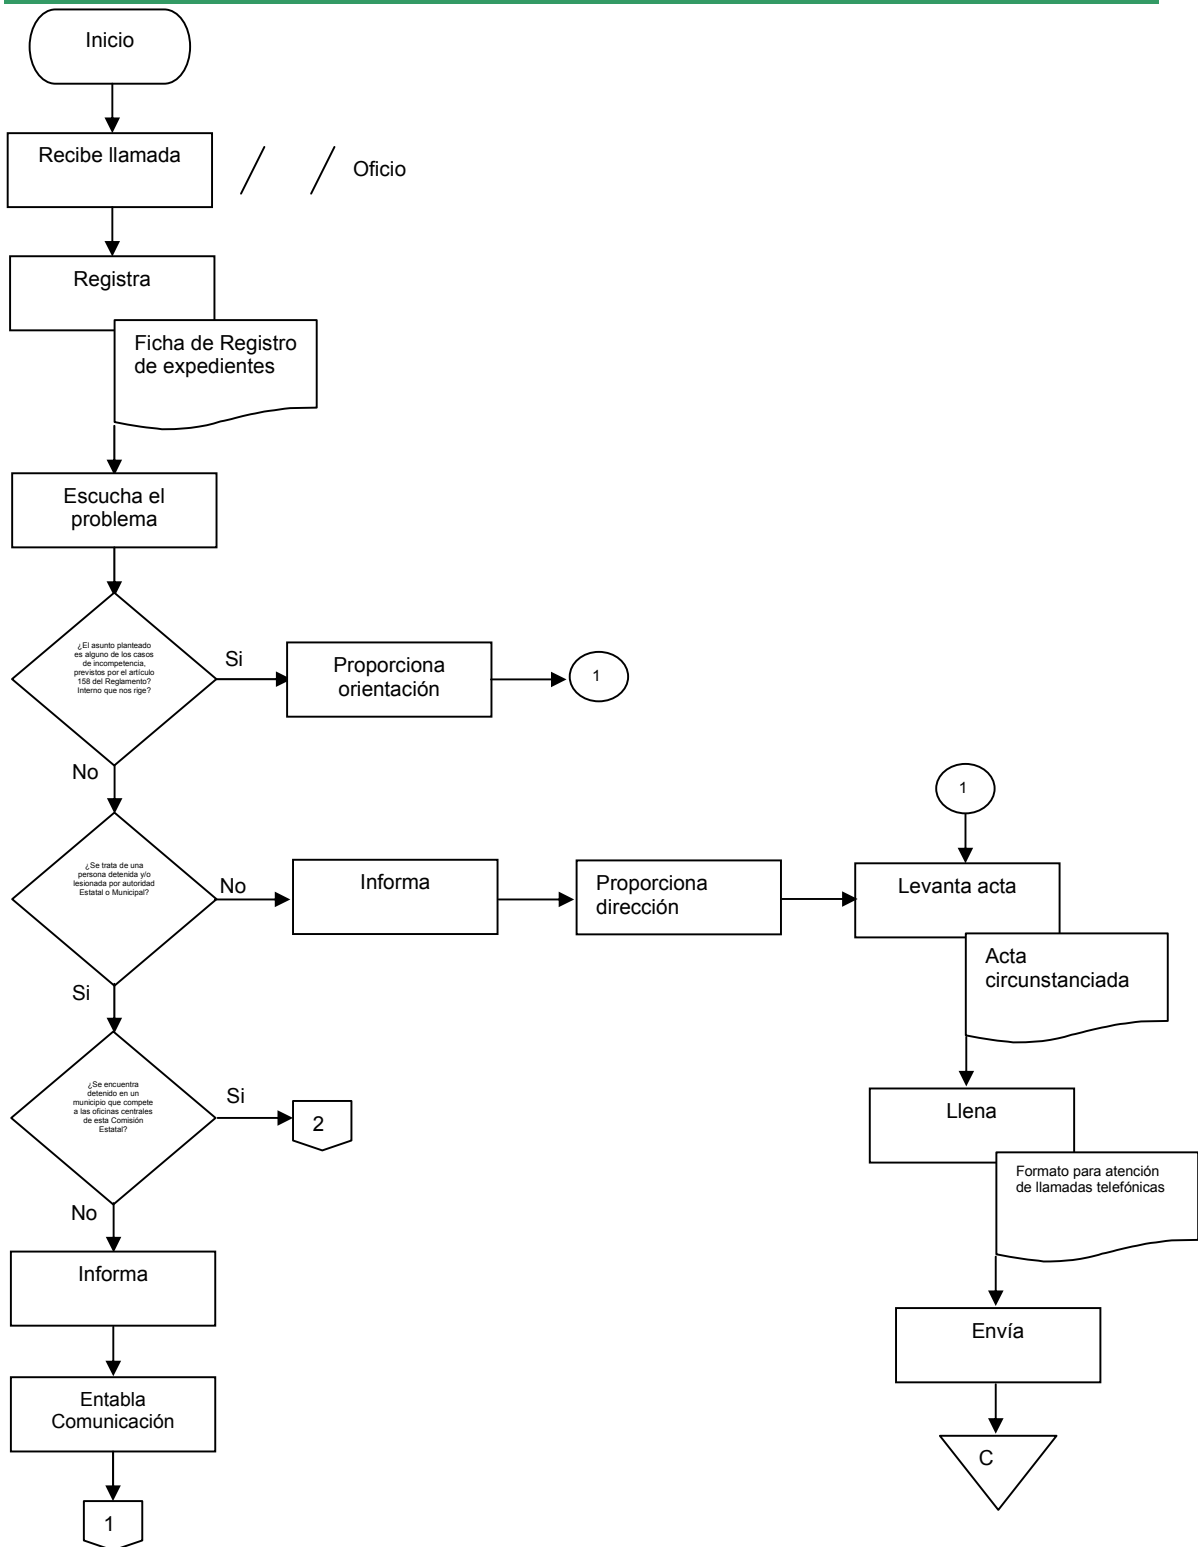 Inicio
Recibe llamada
Oficio
Registra
Ficha de Registro
de expedientes
Escucha el
problema
¿El asunto planteado
es alguno de los casos
de incompetencia,
previstos por el artículo
158 del Reglamento?
Interno que nos rige?
Si
Proporciona
orientación
1
No
¿Se trata de una
persona detenida y/o
lesionada por autoridad
Estatal o Municipal?
No
Informa
Proporciona
dirección
1
Levanta acta
Acta
circunstanciada
Si
¿Se encuentra
detenido en un
municipio que compete
a las oficinas centrales
de esta Comisión
Estatal?
Si
2
Llena
Formato para atención
de llamadas telefónicas
No
Informa
Envía
Entabla
Comunicación
C
1